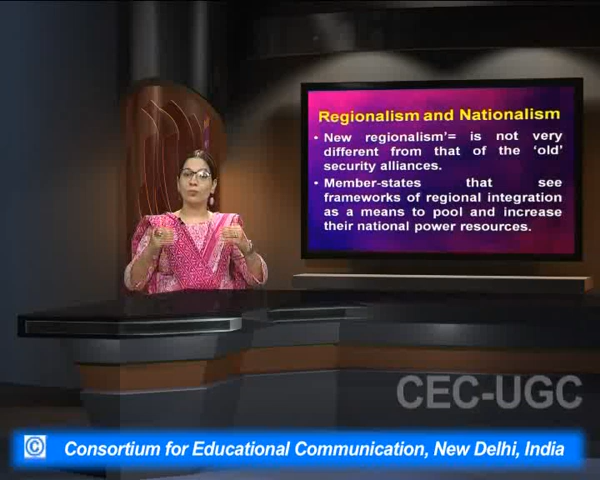 Regionalism and Nationalism
• New regionalism'= is not very
different from that of the 'old'
security alliances.
• Member-states that see
frameworks of regional integration
as a means to pool and increase
their national power resources.
CEC-UGC
© Consortium for Educational Communication, New Delhi, India